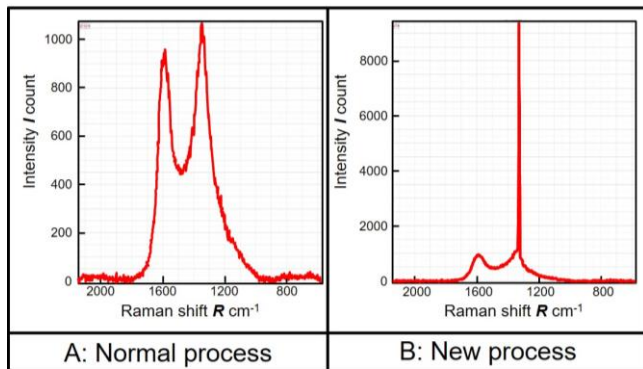 1000
800
600
400
200
0
Intensity I count
2000 1600 1200 800
Raman shift R cm-1
A: Normal process
8000
6000
4000
2000
0
Intensity I count
2000 1600 1200 800
Raman shift R cm-1
B: New process